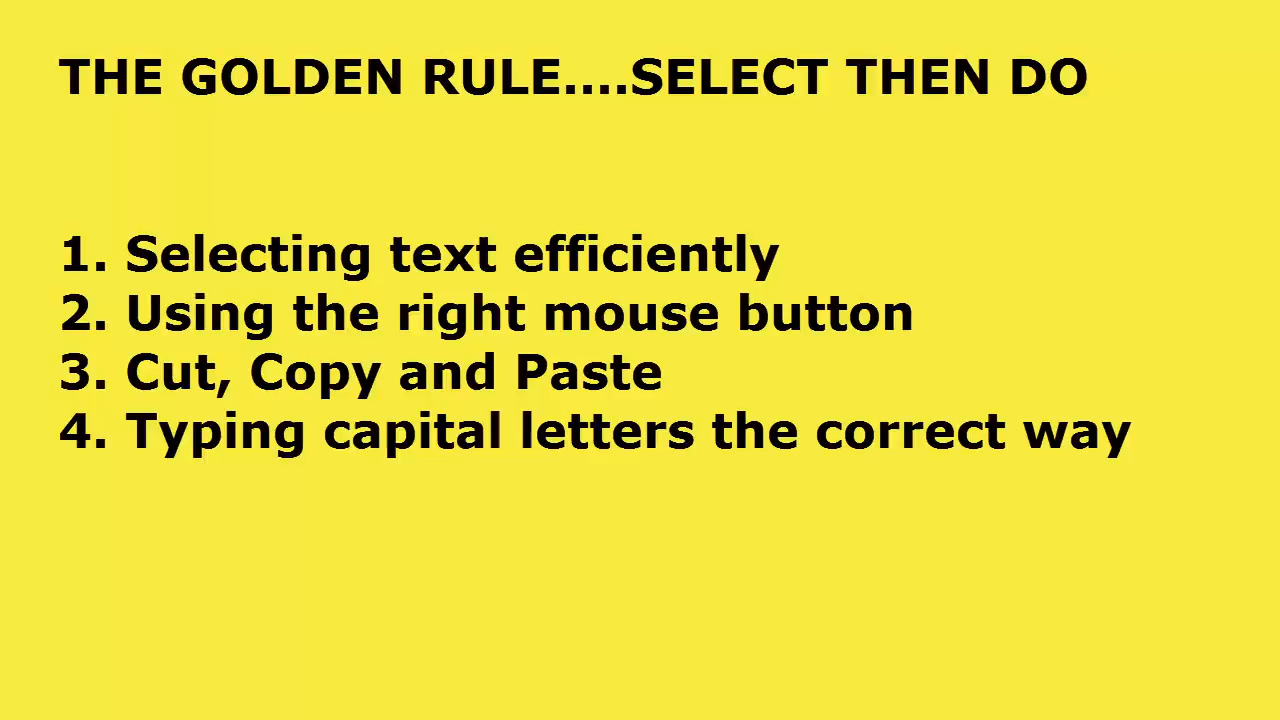 THE GOLDEN RULE....SELECT THEN DO
1. Selecting text efficiently
2. Using the right mouse button
3. Cut, Copy and Paste
4. Typing capital letters the correct way